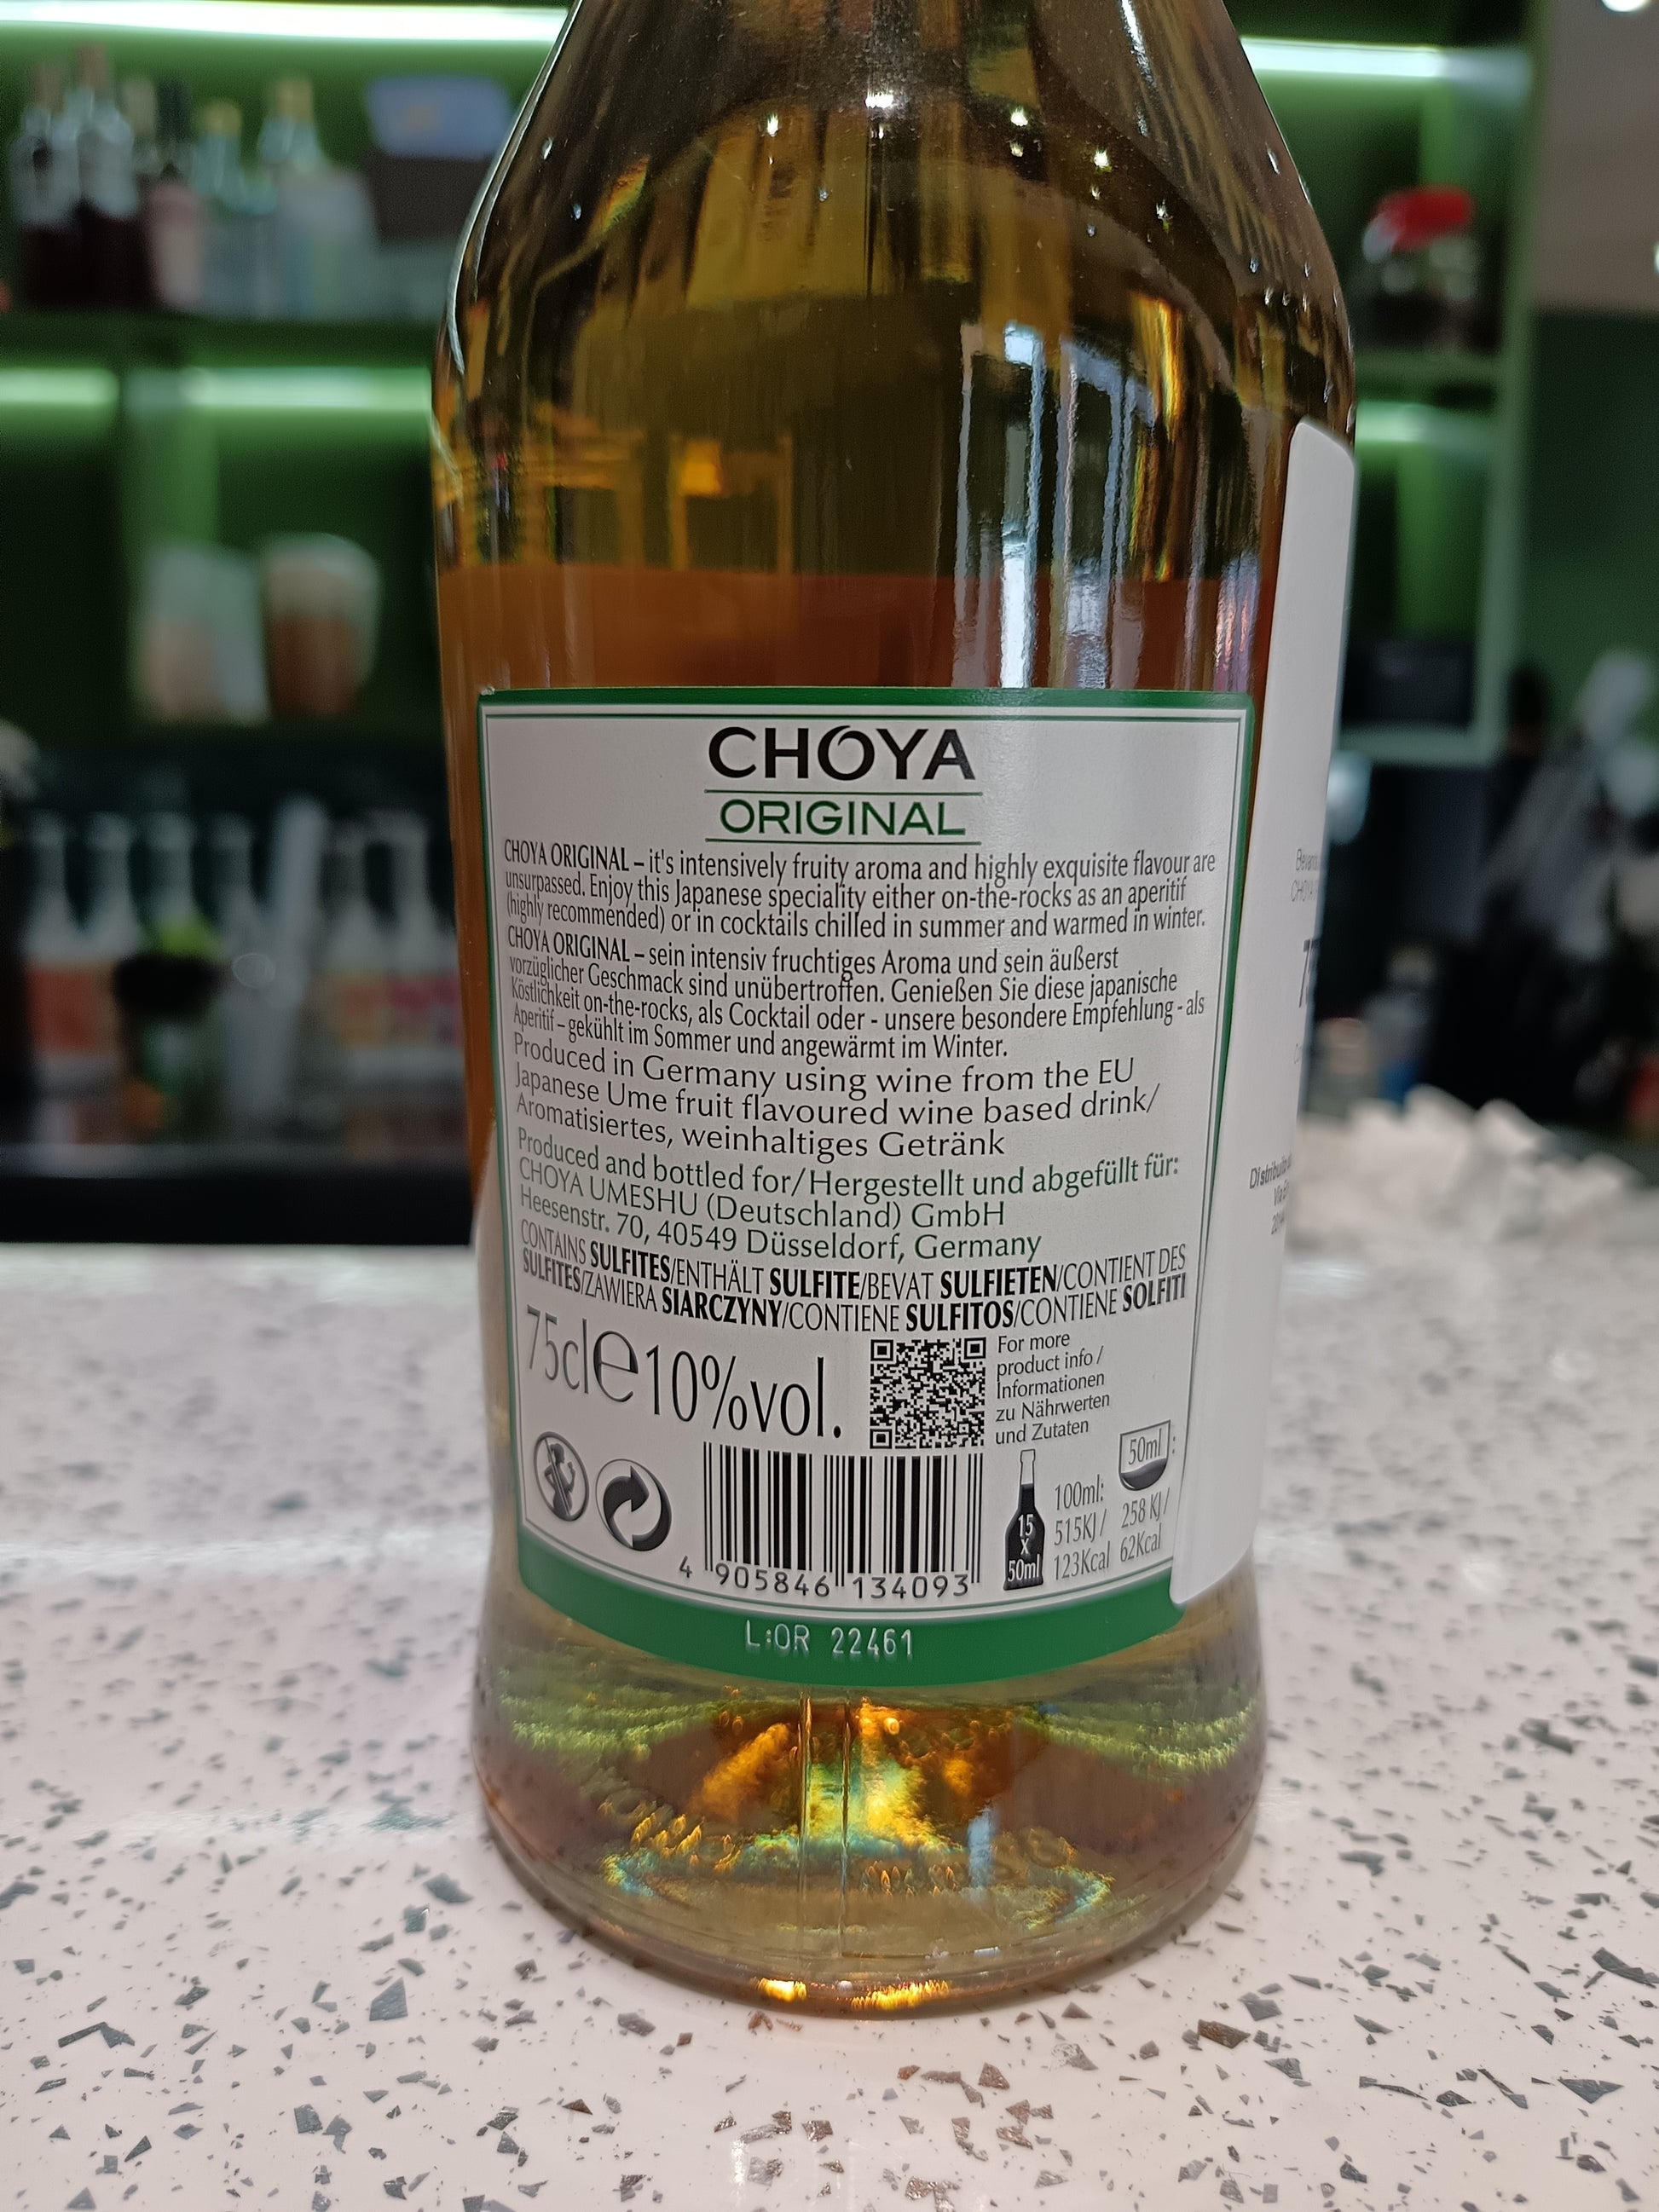 CHOYA
ORIGINAL
CHOYA ORIGINAL – it's intensively fruity aroma and highly exquisite flavour are
unsurpassed. Enjoy this Japanese speciality either on-the-rocks as an aperitif
(highly recommended) or in cocktails chilled in summer and warmed in winter.
CHOYA ORIGINAL – sein intensiv fruchtiges Aroma und sein äußerst
vorzüglicher Geschmack sind unübertroffen. Genießen Sie diese japanische
Köstlichkeit on-the-rocks, als Cocktail oder - unsere besondere Empfehlung - als
Aperitif – gekühlt im Sommer und angewärmt im Winter.
Produced in Germany using wine from the EU
Japanese Ume fruit flavoured wine based drink/
Aromatisiertes, weinhaltiges Getränk
Produced and bottled for/Hergestellt und abgefüllt für:
CHOYA UMESHU (Deutschland) GmbH
Heesenstr. 70, 40549 Düsseldorf, Germany
CONTAINS SULFITES/ENTHÄLT SULFITE/BEVAT SULFIETEN/CONTIENT DES
SULFITES/ZAWIERA SIARCZYNY/CONTIENE SULFITOS/CONTIENE SOLFITI
75cl e 10%vol.
For more
product info /
Informationen
zu Nährwerten
und Zutaten
15
x
50ml
100ml:
515KJ /
123Kcal
50ml :
258 KJ /
62Kcal
4 905846 134093
L:OR 22461